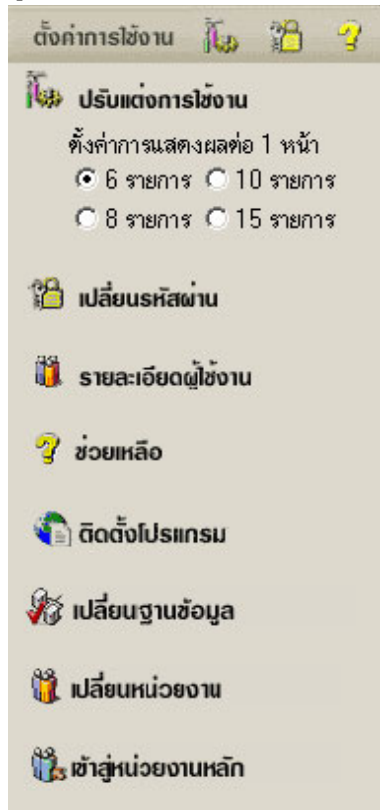 ตั้งค่าการใช้งาน
ปรับแต่งการใช้งาน
ตั้งค่าการแสดงผลต่อ 1 หน้า
6 รายการ 10 รายการ
8 รายการ 15 รายการ
เปลี่ยนรหัสผ่าน
รายละเอียดผู้ใช้งาน
ช่วยเหลือ
ติดตั้งโปรแกรม
เปลี่ยนฐานข้อมูล
เปลี่ยนหน่วยงาน
เข้าสู่หน่วยงานหลัก